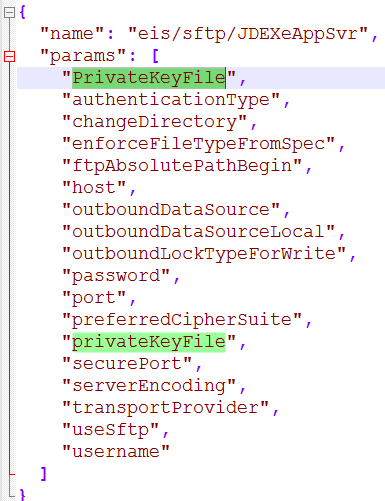 {
"name": "eis/sftp/JDEXeAppSvr",
"params": [
"PrivateKeyFile",
"authenticationType",
"changeDirectory",
"enforceFileTypeFromSpec",
"ftpAbsolutePathBegin",
"host",
"outboundDataSource",
"outboundDataSourceLocal",
"outboundLockTypeForWrite",
"password",
"port",
"preferredCipherSuite",
"privateKeyFile",
"securePort",
"serverEncoding",
"transportProvider",
"useSftp",
"username"
]
}